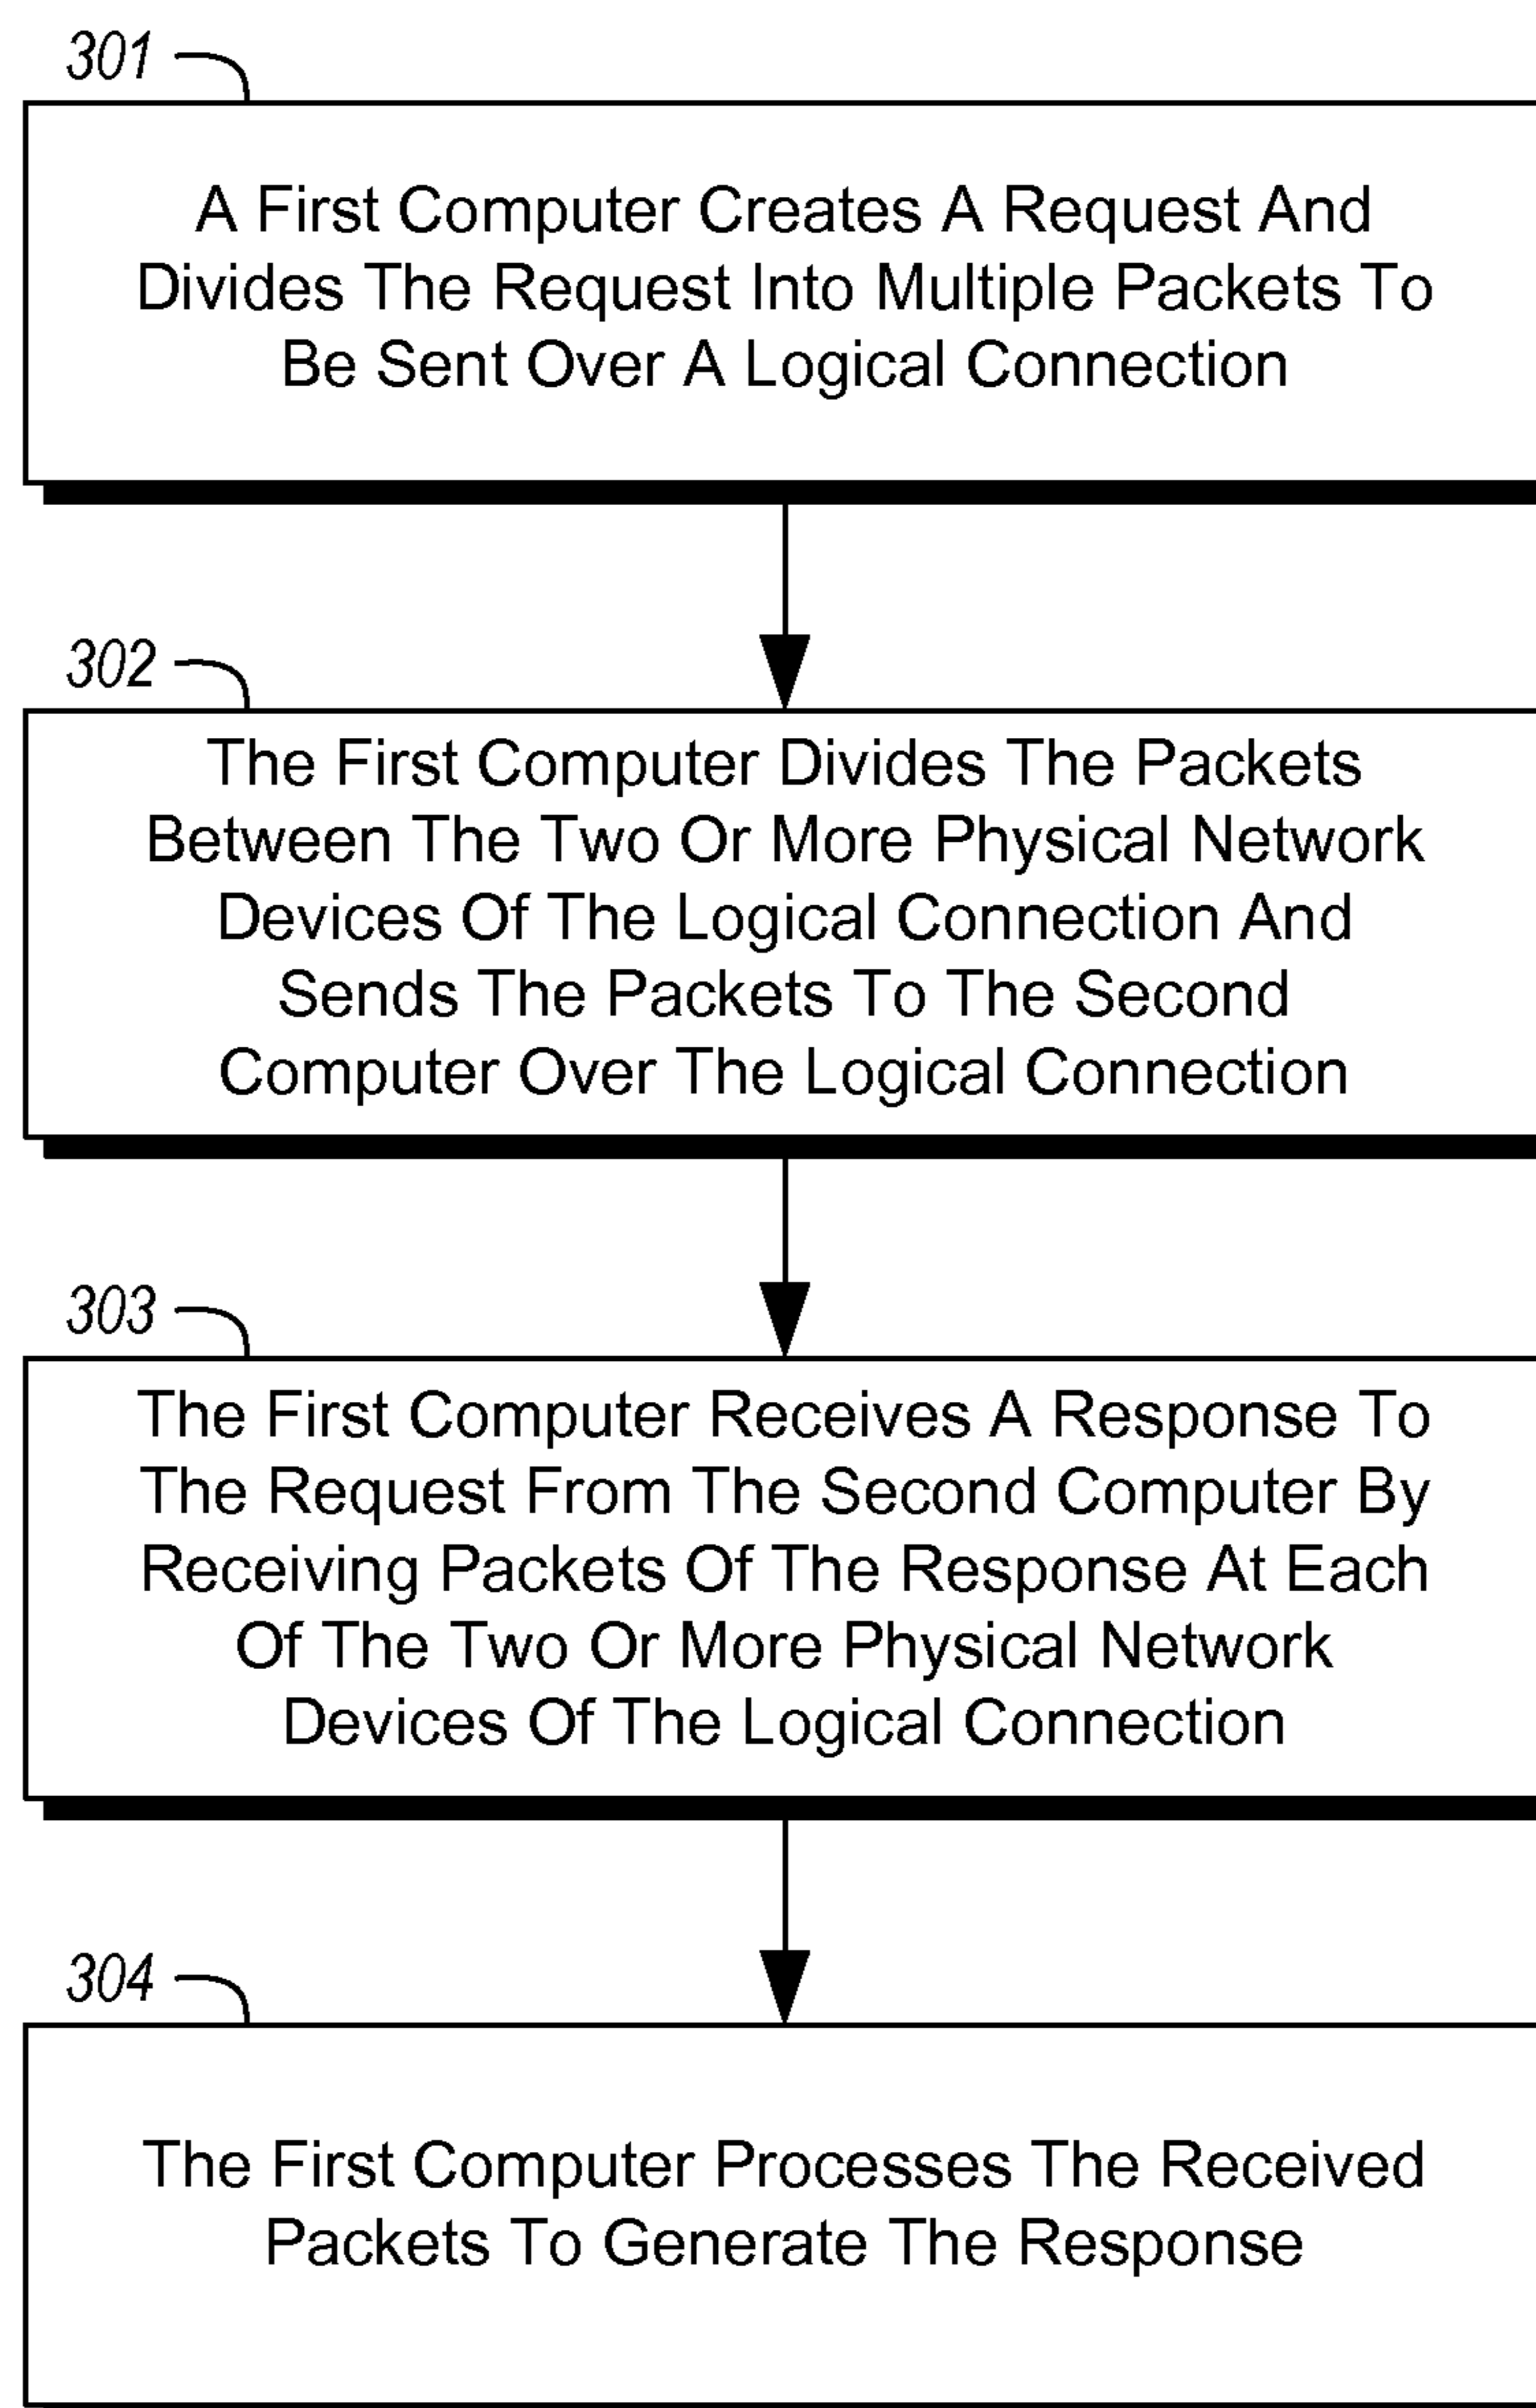 301
A First Computer Creates A Request And
Divides The Request Into Multiple Packets To
Be Sent Over A Logical Connection
302
The First Computer Divides The Packets
Between The Two Or More Physical Network
Devices Of The Logical Connection And
Sends The Packets To The Second
Computer Over The Logical Connection
303
The First Computer Receives A Response To
The Request From The Second Computer By
Receiving Packets Of The Response At Each
Of The Two Or More Physical Network
Devices Of The Logical Connection
304
The First Computer Processes The Received
Packets To Generate The Response